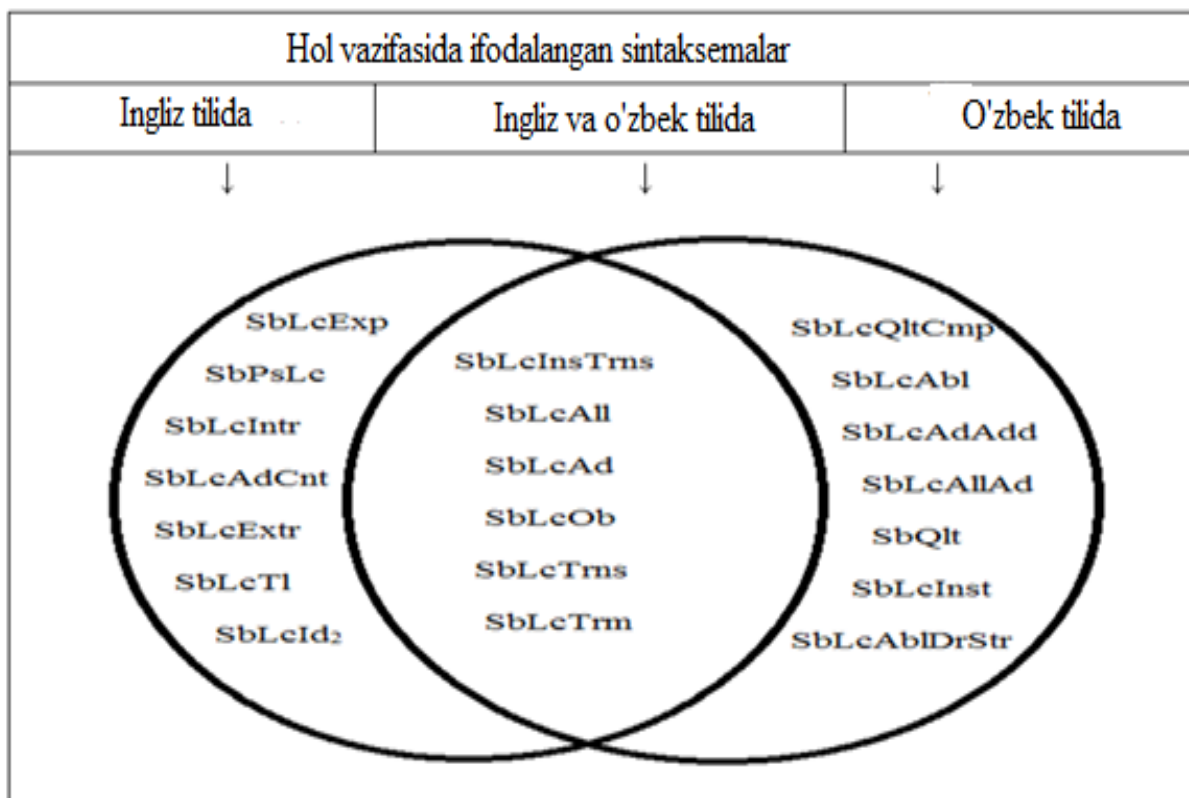 Hol vazifasida ifodalangan sintaksemalar
Ingliz tilida
Ingliz va o'zbek tilida
O'zbek tilida
↓
↓
↓
SbLcExp
SbPsLc
SbLcIntr
SbLcAdCnt
SbLcExtr
SbLcTl
SbLcId₂
SbLcInsTrns
SbLcAll
SbLcAd
SbLcOb
SbLcTrns
SbLcTrm
SbLcQltCmp
SbLcAbl
SbLcAdAdd
SbLcAllAd
SbQlt
SbLcInst
SbLcAblDrStr